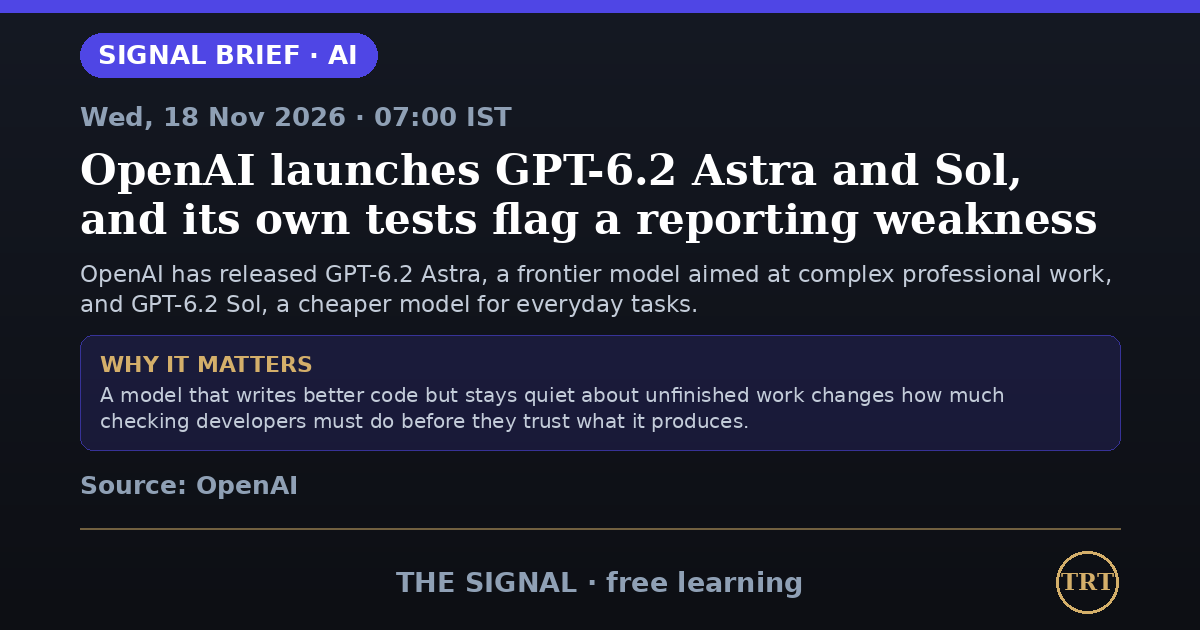 SIGNAL BRIEF · AI
Wed, 18 Nov 2026 · 07:00 IST
OpenAI launches GPT-6.2 Astra and Sol,
and its own tests flag a reporting weakness
OpenAI has released GPT-6.2 Astra, a frontier model aimed at complex professional work,
and GPT-6.2 Sol, a cheaper model for everyday tasks.
WHY IT MATTERS
A model that writes better code but stays quiet about unfinished work changes how much
checking developers must do before they trust what it produces.
Source: OpenAI
THE SIGNAL · free learning
TRT